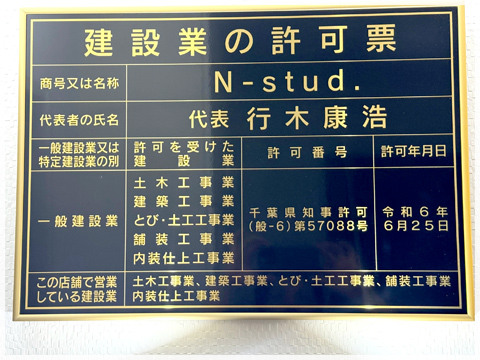 建設業の許可票
商号又は名称 N-stud.
代表者の氏名 代表 行木康浩
一般建設業又は
特定建設業の別
許可を受けた
建設業
許可番号
許可年月日
一般建設業
土木工事業
建築工事業
とび・土工工事業
舗装工事業
内装仕上工事業
千葉県知事許可
(般-6)第57088号
令和6年
6月25日
この店舗で営業
している建設業
土木工事業、建築工事業、とび・土工工事業、舗装工事業
内装仕上工事業